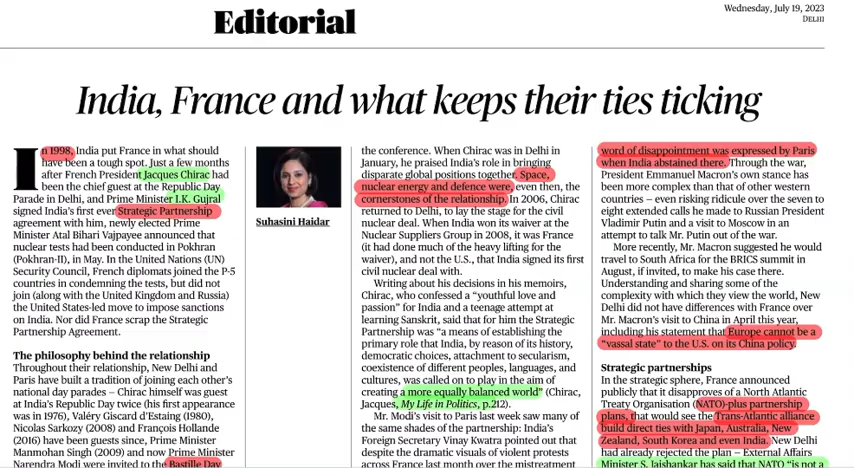 Editorial
Wednesday, July 19, 2023
DELHI
India, France and what keeps their ties ticking
In 1998, India put France in what should
have been a tough spot. Just a few months
after French President Jacques Chirac had
been the chief guest at the Republic Day
Parade in Delhi, and Prime Minister I.K. Gujral
signed India's first ever Strategic Partnership
agreement with him, newly elected Prime
Minister Atal Bihari Vajpayee announced that
nuclear tests had been conducted in Pokhran
(Pokhran-II), in May. In the United Nations (UN)
Security Council, French diplomats joined the P-5
countries in condemning the tests, but did not
join (along with the United Kingdom and Russia)
the United States-led move to impose sanctions
on India. Nor did France scrap the Strategic
Partnership Agreement.
The philosophy behind the relationship
Throughout their relationship, New Delhi and
Paris have built a tradition of joining each other's
national day parades – Chirac himself was guest
at India's Republic Day twice (his first appearance
was in 1976), Valéry Giscard d'Estaing (1980),
Nicolas Sarkozy (2008) and François Hollande
(2016) have been guests since, Prime Minister
Manmohan Singh (2009) and now Prime Minister
Narendra Modi were invited to the Bastille Day
Suhasini Haidar
the conference. When Chirac was in Delhi in
January, he praised India's role in bringing
disparate global positions together. Space,
nuclear energy and defence were, even then, the
cornerstones of the relationship. In 2006, Chirac
returned to Delhi, to lay the stage for the civil
nuclear deal. When India won its waiver at the
Nuclear Suppliers Group in 2008, it was France
(it had done much of the heavy lifting for the
waiver), and not the U.S., that India signed its first
civil nuclear deal with.
Writing about his decisions in his memoirs,
Chirac, who confessed a “youthful love and
passion” for India and a teenage attempt at
learning Sanskrit, said that for him the Strategic
Partnership was “a means of establishing the
primary role that India, by reason of its history,
democratic choices, attachment to secularism,
coexistence of different peoples, languages, and
cultures, was called on to play in the aim of
creating a more equally balanced world” (Chirac,
Jacques, My Life in Politics, p.212).
Mr. Modi's visit to Paris last week saw many of
the same shades of the partnership: India's
Foreign Secretary Vinay Kwatra pointed out that
despite the dramatic visuals of violent protests
across France last month over the mistreatment
word of disappointment was expressed by Paris
when India abstained there. Through the war,
President Emmanuel Macron's own stance has
been more complex than that of other western
countries – even risking ridicule over the seven to
eight extended calls he made to Russian President
Vladimir Putin and a visit to Moscow in an
attempt to talk Mr. Putin out of the war.
More recently, Mr. Macron suggested he would
travel to South Africa for the BRICS summit in
August, if invited, to make his case there.
Understanding and sharing some of the
complexity with which they view the world, New
Delhi did not have differences with France over
Mr. Macron's visit to China in April this year,
including his statement that Europe cannot be a
“vassal state” to the U.S. on its China policy.
Strategic partnerships
In the strategic sphere, France announced
publicly that it disapproves of a North Atlantic
Treaty Organisation (NATO)-plus partnership
plans, that would see the Trans-Atlantic alliance
build direct ties with Japan, Australia, New
Zealand, South Korea and even India. New Delhi
had already rejected the plan – External Affairs
Minister S. Jaishankar has said that NATO “is not a